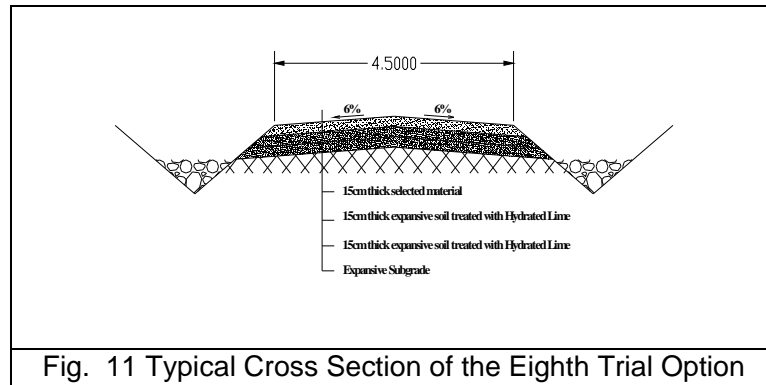 4.5000
6% 6%
15cm thick selected material
15cm thick expansive soil treated with Hydrated Lime
15cm thick expansive soil treated with Hydrated Lime
Expansive Subgrade
Fig. 11 Typical Cross Section of the Eighth Trial Option